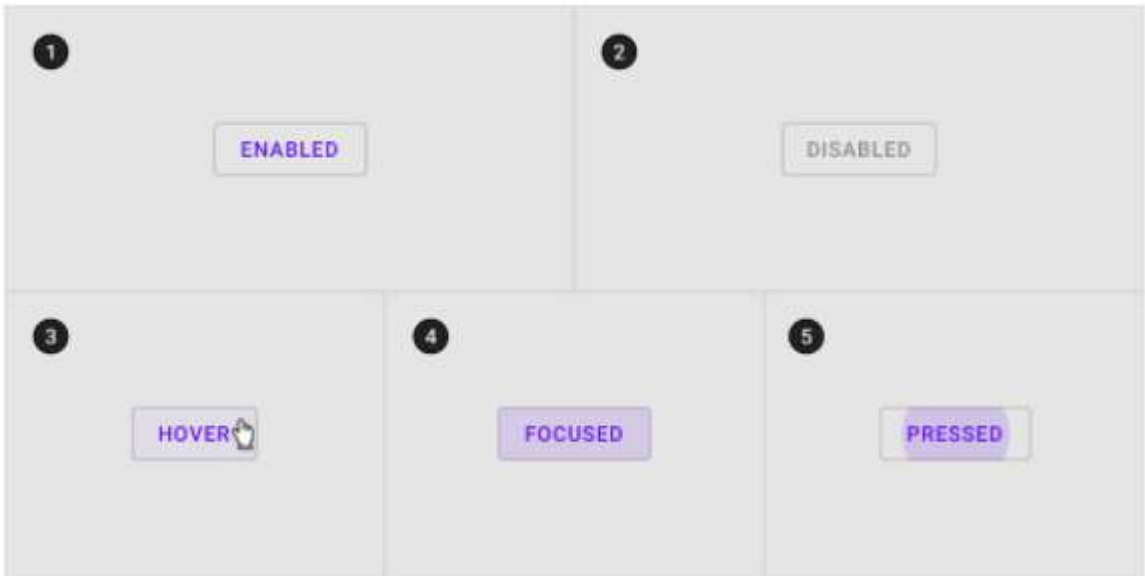 1
2
ENABLED
DISABLED
3
4
5
HOVER
FOCUSED
PRESSED